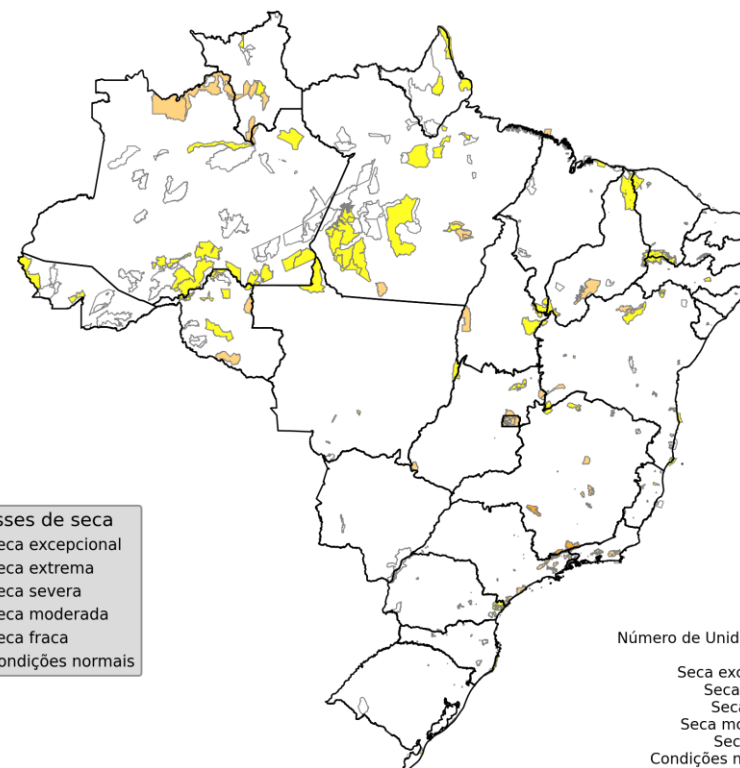 sses de seca
eca excepcional
eca extrema
eca severa
eca moderada
eca fraca
ondições normais
Número de Unid
Seca exc
Seca
Seca
Seca mo
Sec
Condições n